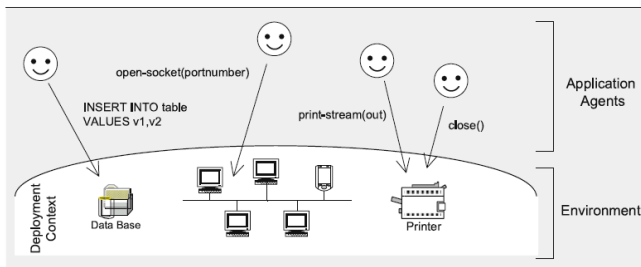 open-socket(portnumber)
INSERT INTO table
VALUES v1,v2
print-stream(out)
close()
Application
Agents
Deployment
Context
Data Base
Printer
Environment